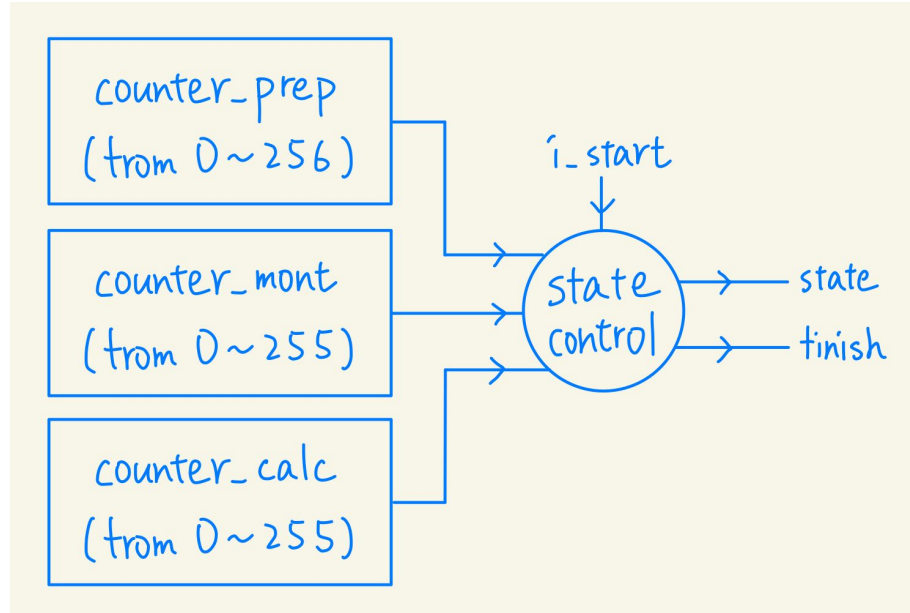 counter_prep
(from 0~256)
counter_mont
(from 0~255)
counter_calc
(from 0~255)
i_start
state
control
state
finish